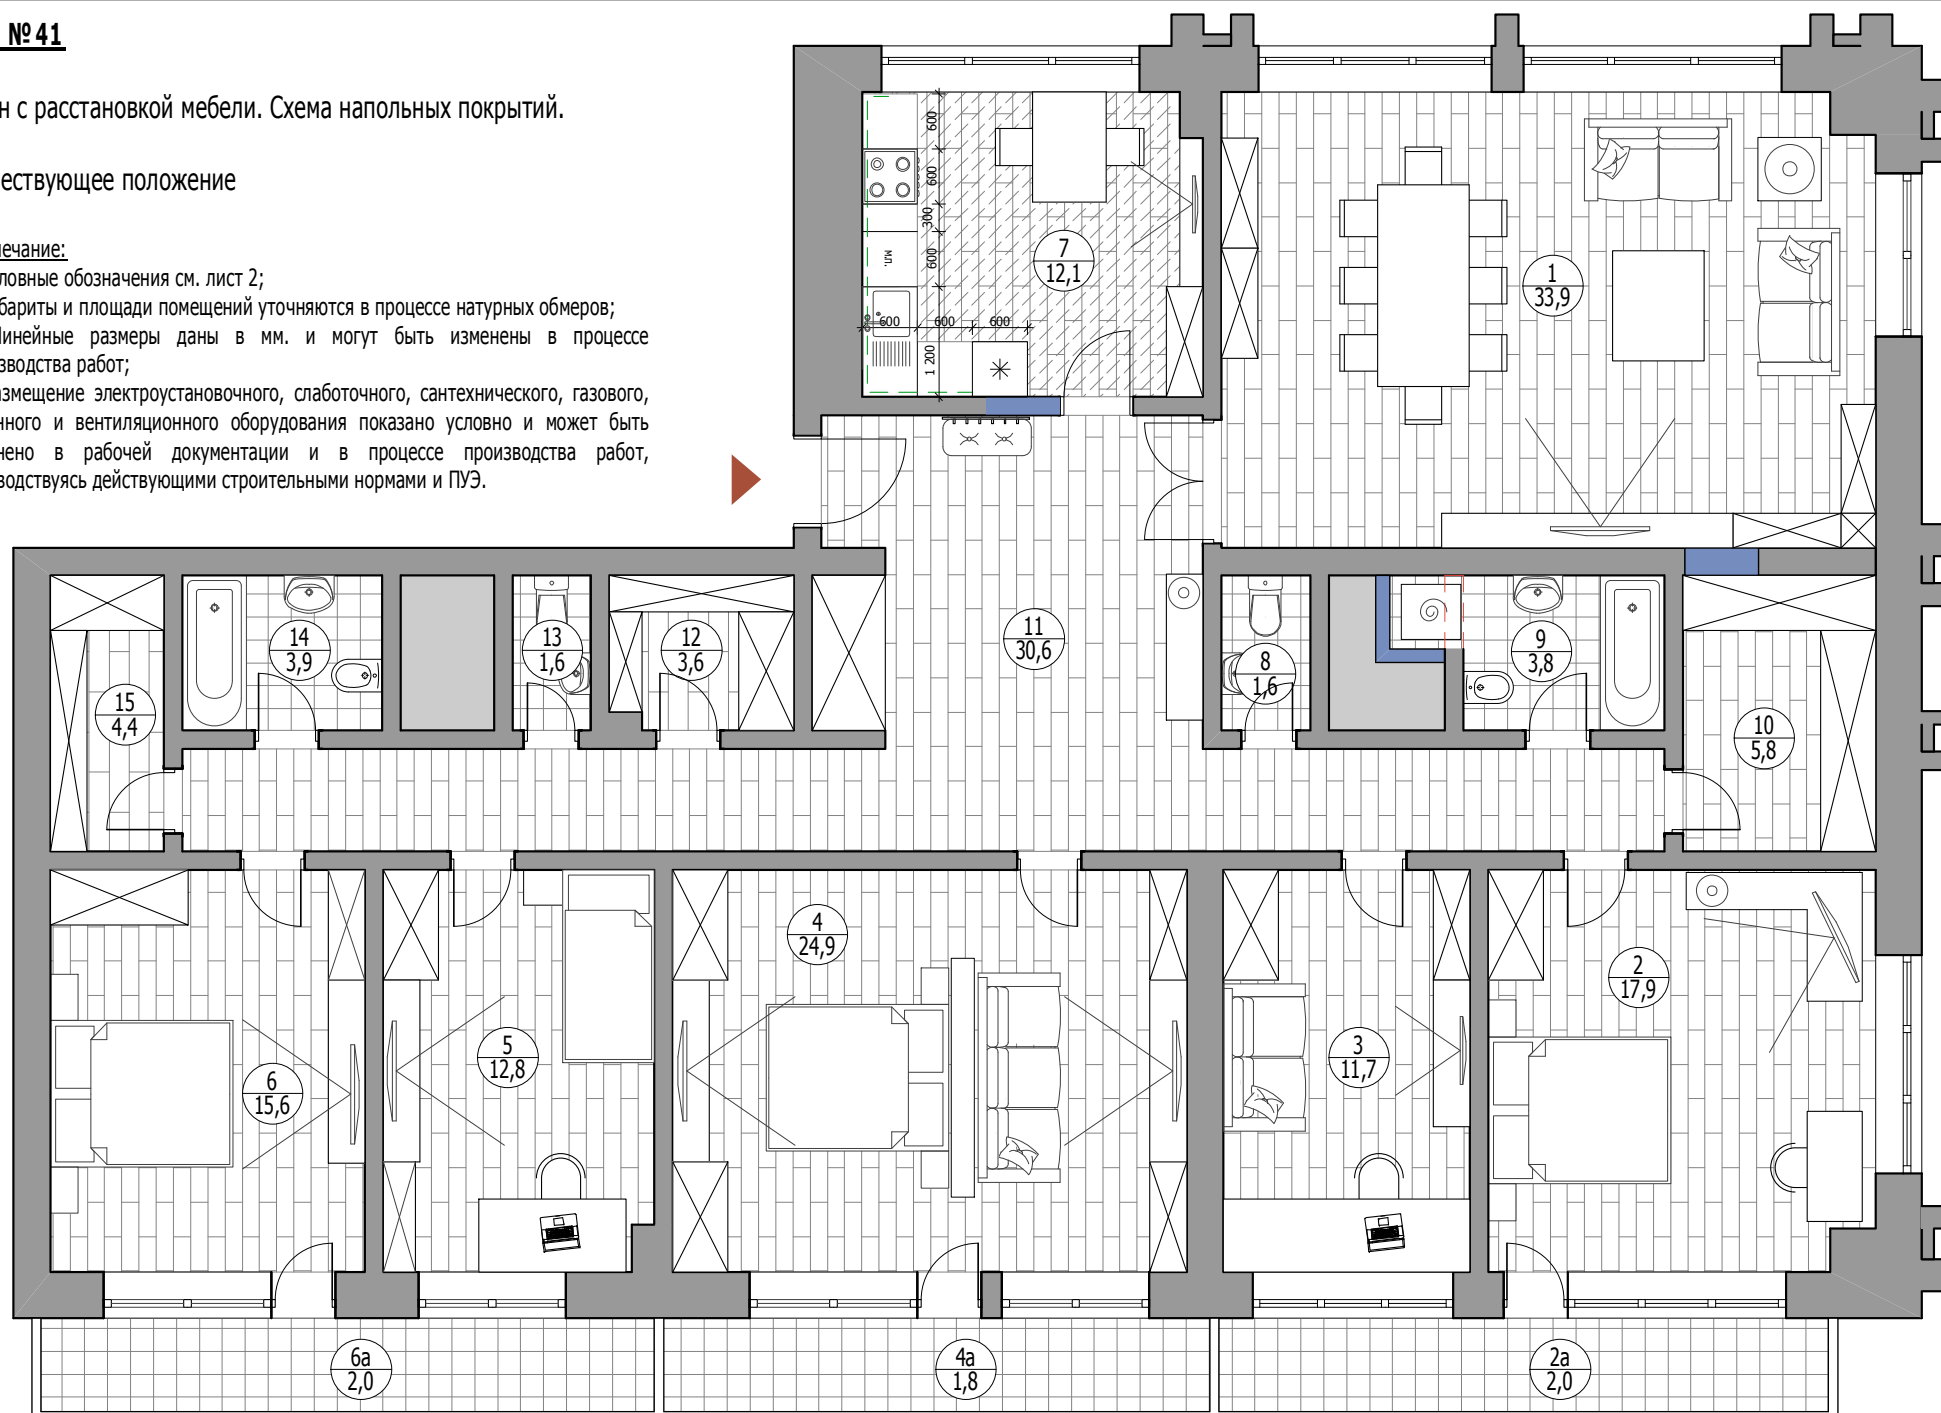 №41
н с расстановкой мебели. Схема напольных покрытий.
ествующее положение
ечание:
ловные обозначения см. лист 2;
бариты и площади помещений уточняются в процессе натурных обмеров;
Линейные размеры даны в мм. и могут быть изменены в процессе
зводства работ;
азмещение электроустановочного, слаботочного, сантехнического, газового,
нного и вентиляционного оборудования показано условно и может быть
нено в рабочей документации и в процессе производства работ,
водствуясь действующими строительными нормами и ПУЭ.
600
600
300
600
М.П.
600 600 600
1 200
7
12,1
1
33,9
14
3,9
13
1,6
12
3,6
11
30,6
8
1,6
9
3,8
15
4,4
10
5,8
4
24,9
2
17,9
5
12,8
3
11,7
6
15,6
6а
2,0
4а
1,8
2а
2,0